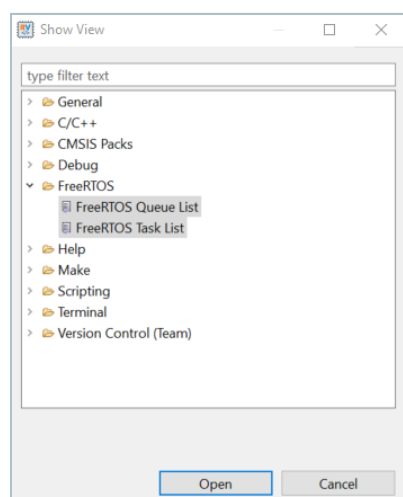 Show View
type filter text
General
C/C++
CMSIS Packs
Debug
FreeRTOS
FreeRTOS Queue List
FreeRTOS Task List
Help
Make
Scripting
Terminal
Version Control (Team)
Open Cancel